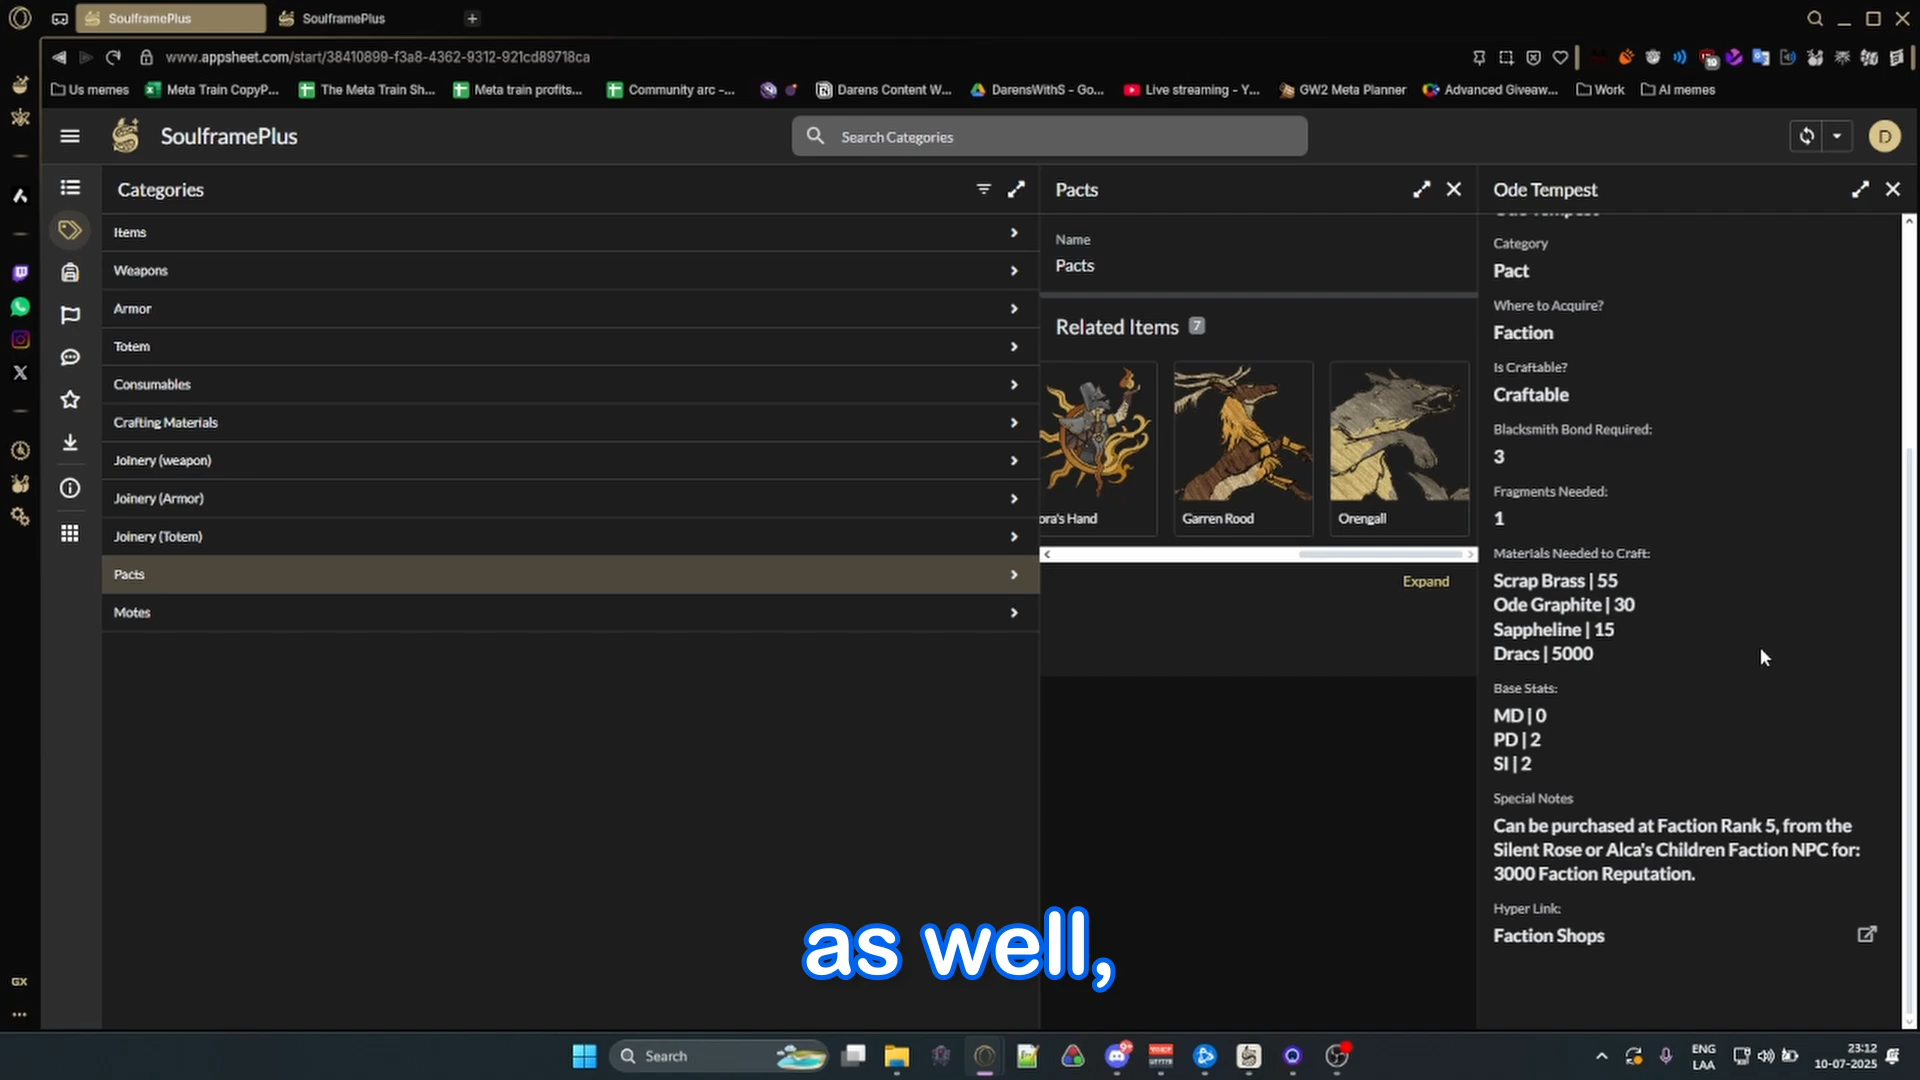 SoulframePlus
SoulframePlus
www.appsheet.com/start/38410899-f3a8-4362-9312-921cd89718ca
19
Us memes
Meta Train CopyP...
The Meta Train Sh...
Meta train profits...
Community arc -...
Darens Content W...
DarensWithS - Go...
Live streaming - Y...
GW2 Meta Planner
Advanced Giveaw...
Work
AI memes
SoulframePlus
Search Categories
D
Categories
Items
Weapons
Armor
Totem
Consumables
Crafting Materials
Joinery (weapon)
Joinery (Armor)
Joinery (Totem)
Pacts
Motes
Pacts
Name
Pacts
Related Items 7
ora's Hand
Garren Rood
Orengall
Expand
Ode Tempest
Ode Tempest
Category
Pact
Where to Acquire?
Faction
Is Craftable?
Craftable
Blacksmith Bond Required:
3
Fragments Needed:
1
Materials Needed to Craft:
Scrap Brass | 55
Ode Graphite | 30
Sappheline | 15
Dracs | 5000
Base Stats:
MD | 0
PD | 2
SI | 2
Special Notes
Can be purchased at Faction Rank 5, from the
Silent Rose or Alca's Children Faction NPC for:
3000 Faction Reputation.
Hyper Link:
Faction Shops
as well,
GX
Search
ENG
LAA
23:12
10-07-2025